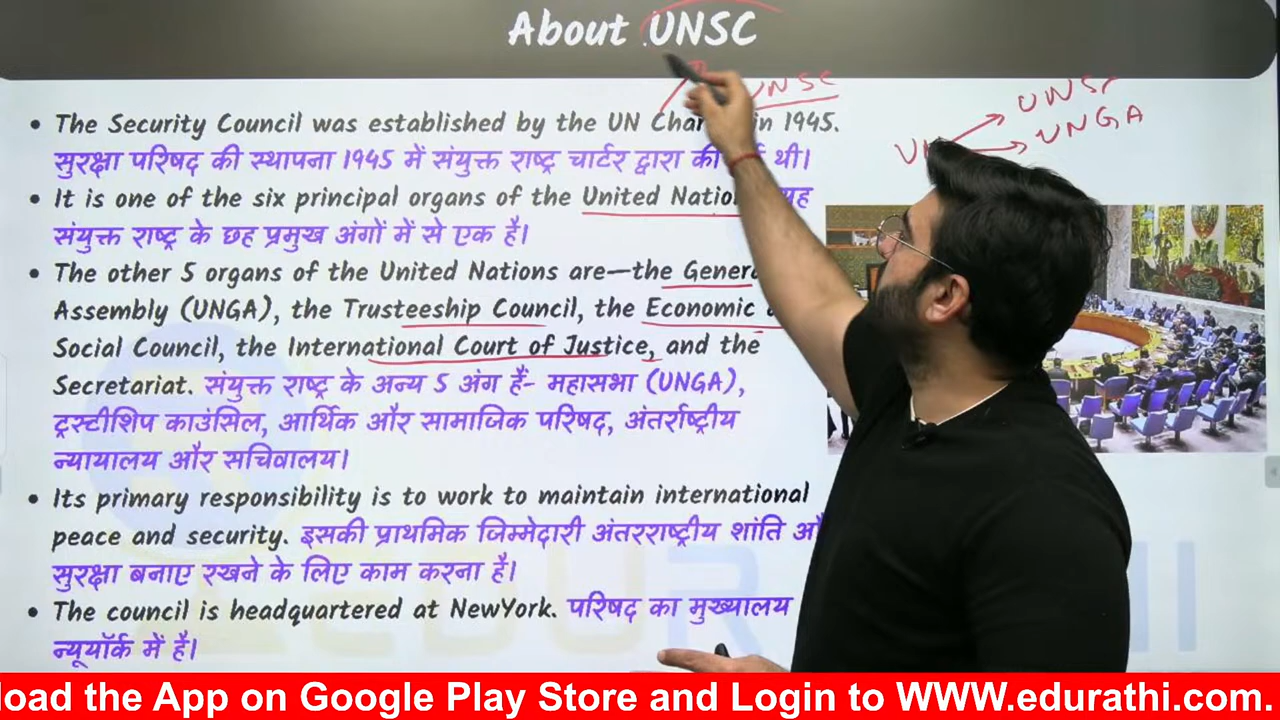 About UNSC
UNSC
UNSC
UNGA
• The Security Council was established by the UN in 1945.
सुरक्षा परिषद की स्थापना 1945 में संयुक्त राष्ट्र चार्टर द्वारा की थी।
• It is one of the six principal organs of the United
संयुक्त राष्ट्र के छह प्रमुख अंगों में से एक है।
• The other 5 organs of the United Nations are—the
Assembly (UNGA), the Trusteeship Council, the Economic
Social Council, the International Court of Justice, and the
Secretariat. संयुक्त राष्ट्र के अन्य 5 अंग हैं- महासभा (UNGA),
ट्रस्टीशिप काउंसिल, आर्थिक और सामाजिक परिषद, अंतर्राष्ट्रीय
न्यायालय और सचिवालय।
• Its primary responsibility is to work to maintain international
peace and security. इसकी प्राथमिक जिम्मेदारी अंतरराष्ट्रीय शांति
सुरक्षा बनाए रखने के लिए काम करना है।
• The council is headquartered at NewYork. परिषद का मुख्यालय
न्यूयॉर्क में है।
load the App on Google Play Store and Login to WWW.edurathi.com.